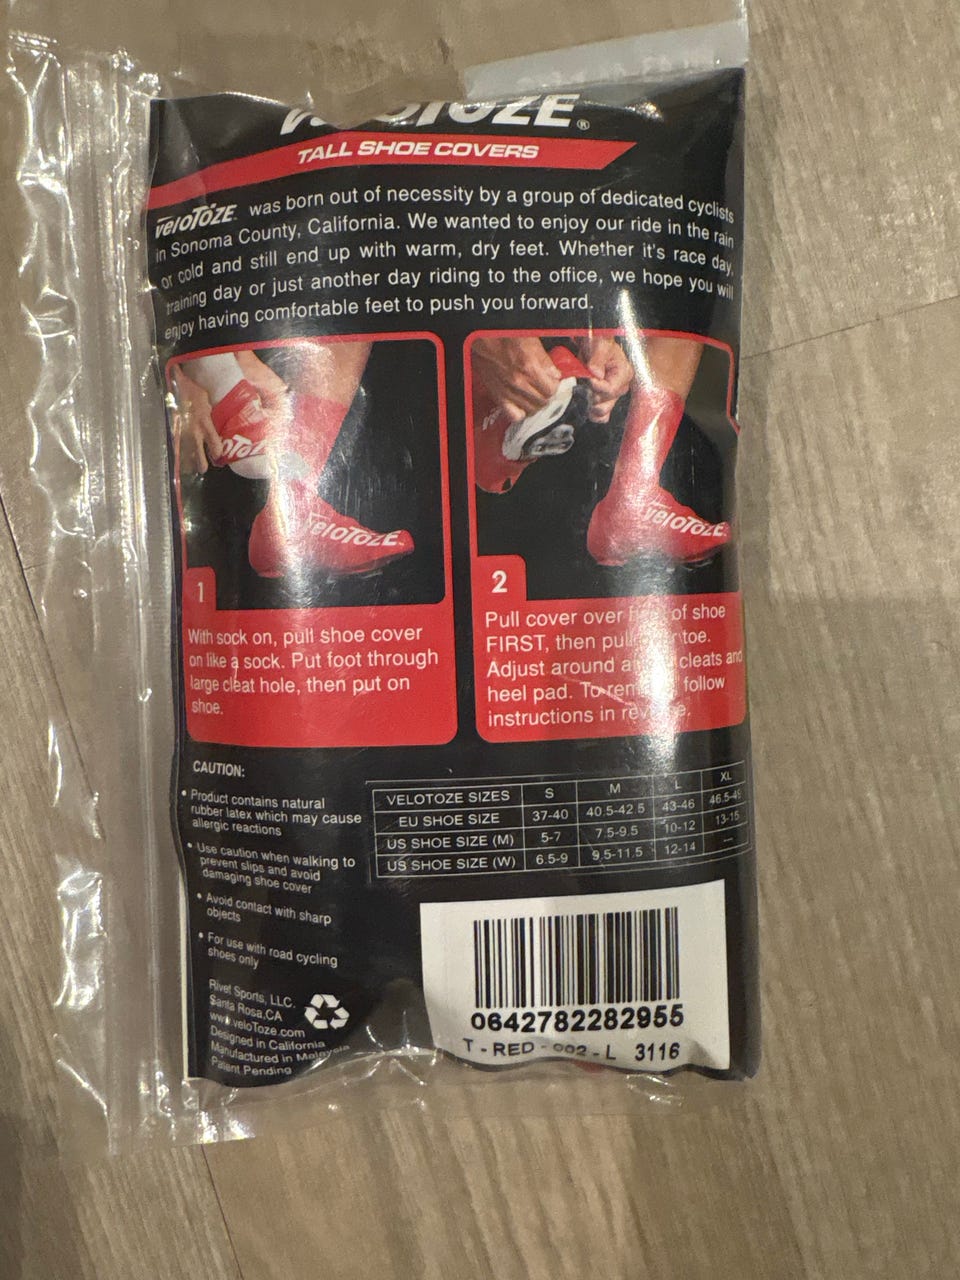 veloToze®
TALL SHOE COVERS
veloToze was born out of necessity by a group of dedicated cyclists
in Sonoma County, California. We wanted to enjoy our ride in the rain
or cold and still end up with warm, dry feet. Whether it's race day,
training day or just another day riding to the office, we hope you will
enjoy having comfortable feet to push you forward.
veloToze
veloToze
1
With sock on, pull shoe cover
on like a sock. Put foot through
large cleat hole, then put on
shoe.
veloToze
2
Pull cover over of shoe
FIRST, then pull toe.
Adjust around cleats and
heel pad. To follow
instructions in
CAUTION:
• Product contains natural
rubber latex which may cause
allergic reactions
• Use caution when walking to
prevent slips and avoid
damaging shoe cover
• Avoid contact with sharp
objects
• For use with road cycling
shoes only
Rivet Sports, LLC.
Santa Rosa,CA
www.veloToze.com
Designed in California
Manufactured in Malaysia
Patent Pending
VELOTOZE SIZES S M L XL
EU SHOE SIZE 37-40 40.5-42.5 43-46 46.5-49
US SHOE SIZE (M) 5-7 7.5-9.5 10-12 13-15
US SHOE SIZE (W) 6.5-9 9.5-11.5 12-14 ---
0642782282955
T - RED - 002 - L 3116